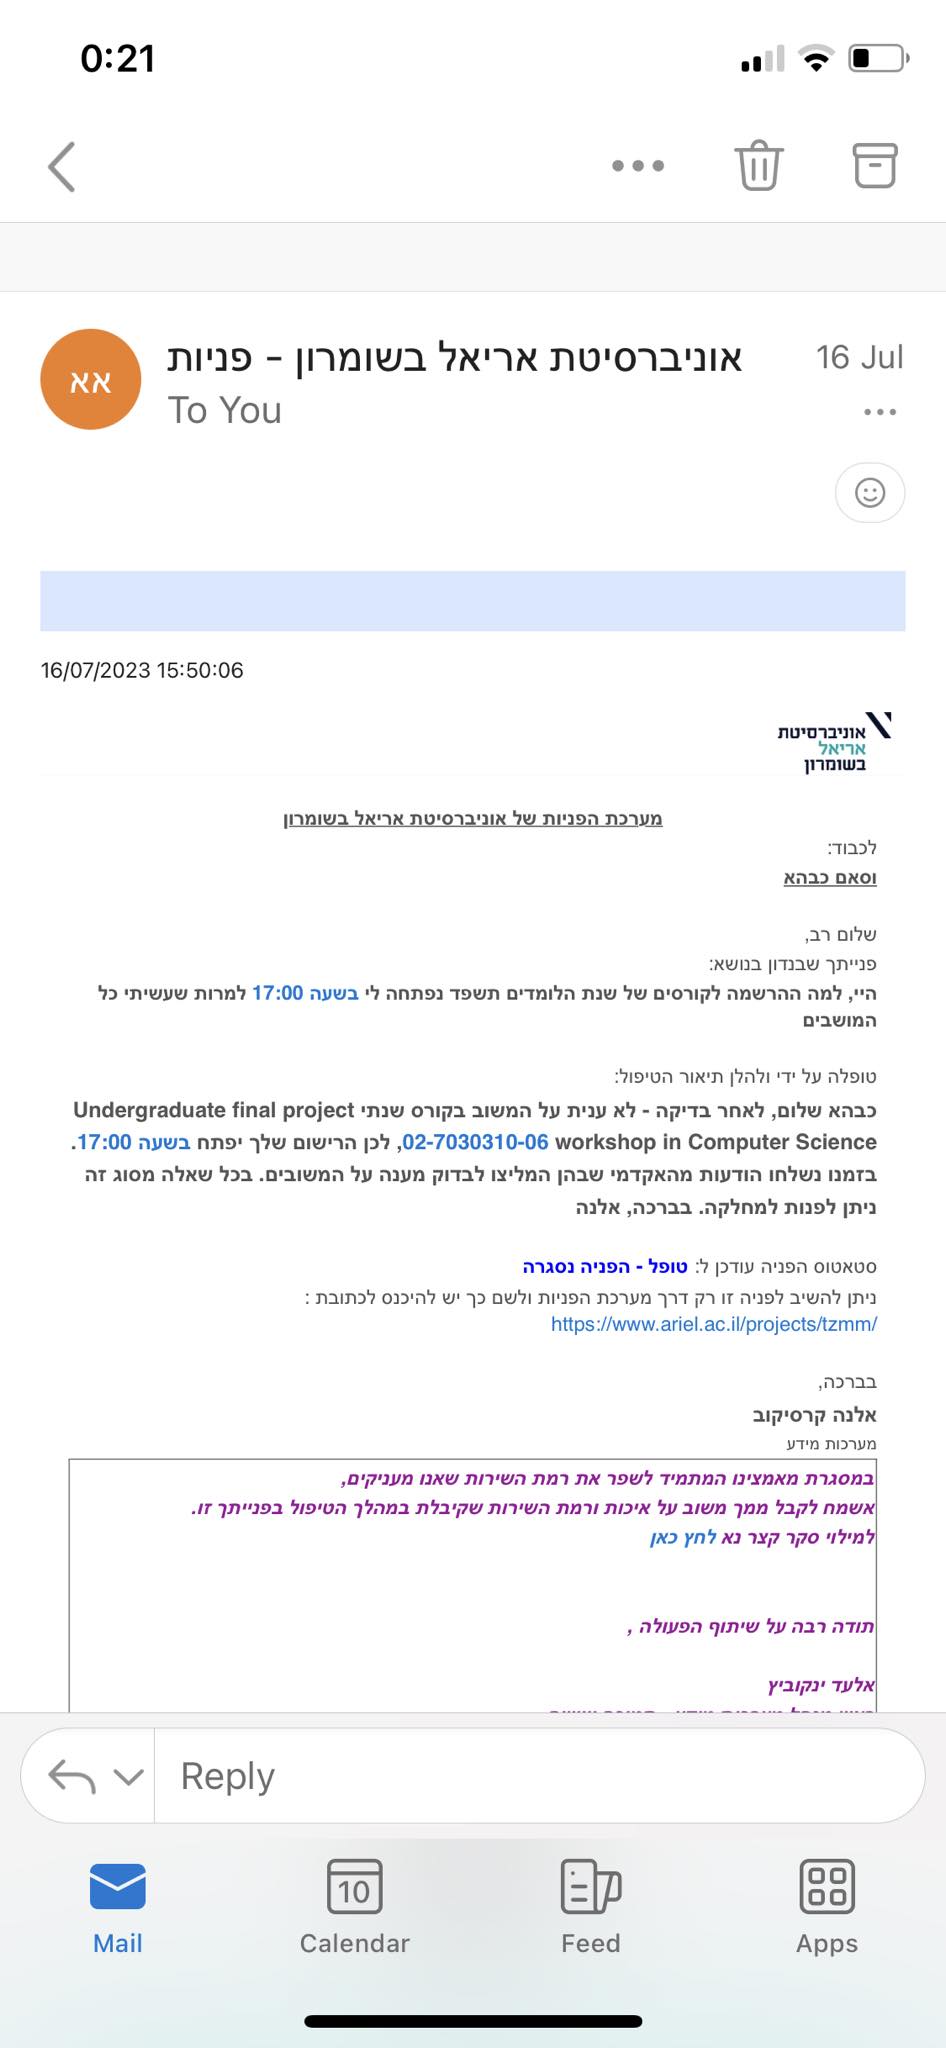 0:21
אא
אוניברסיטת אריאל בשומרון - פניות
16 Jul
To You
16/07/2023 15:50:06
אוניברסיטת
אריאל
בשומרון
מערכת הפניות של אוניברסיטת אריאל בשומרון
לכבוד:
וסאם כבהא
שלום רב,
פנייתך שבנדון בנושא:
היי, למה ההרשמה לקורסים של שנת הלומדים תשפד נפתחה לי בשעה 17:00 למרות שעשיתי כל
המושבים
טופלה על ידי ולהלן תיאור הטיפול:
כבהא שלום, לאחר בדיקה - לא ענית על המשוב בקורס שנתי Undergraduate final project
workshop in Computer Science 02-7030310-06, לכן הרישום שלך יפתח בשעה 17:00.
בזמנו נשלחו הודעות מהאקדמי שבהן המליצו לבדוק מענה על המשובים. בכל שאלה מסוג זה
ניתן לפנות למחלקה. בברכה, אלנה
סטאטוס הפניה עודכן ל: טופל - הפניה נסגרה
ניתן להשיב לפניה זו רק דרך מערכת הפניות ולשם כך יש להיכנס לכתובת :
https://www.ariel.ac.il/projects/tzmm/
בברכה,
אלנה קרסיקוב
מערכות מידע
במסגרת מאמצינו המתמיד לשפר את רמת השירות שאנו מעניקים,
אשמח לקבל ממך משוב על איכות ורמת השירות שקיבלת במהלך הטיפול בפנייתך זו.
למילוי סקר קצר נא לחץ כאן
תודה רבה על שיתוף הפעולה ,
אלעד ינקוביץ
Reply
10
Mail
Calendar
Feed
Apps